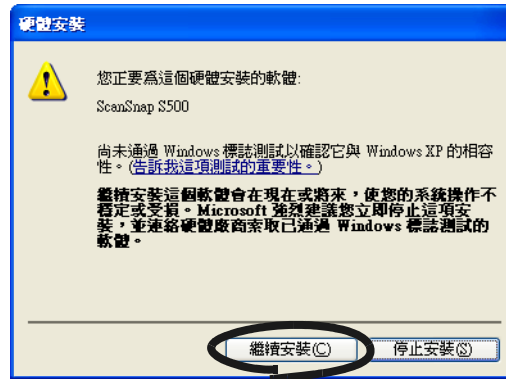 硬體安裝
您正要為這個硬體安裝的軟體:
ScanSnap S500
尚未通過 Windows 標誌測試以確認它與 Windows XP 的相容
性。(告訴我這項測試的重要性。)
繼續安裝這個軟體會在現在或將來，使您的系統操作不
穩定或受損。Microsoft 強烈建議您立即停止這項安
裝，並連絡硬體廠商索取已通過 Windows 標誌測試的
軟體。
繼續安裝(C)
停止安裝(S)